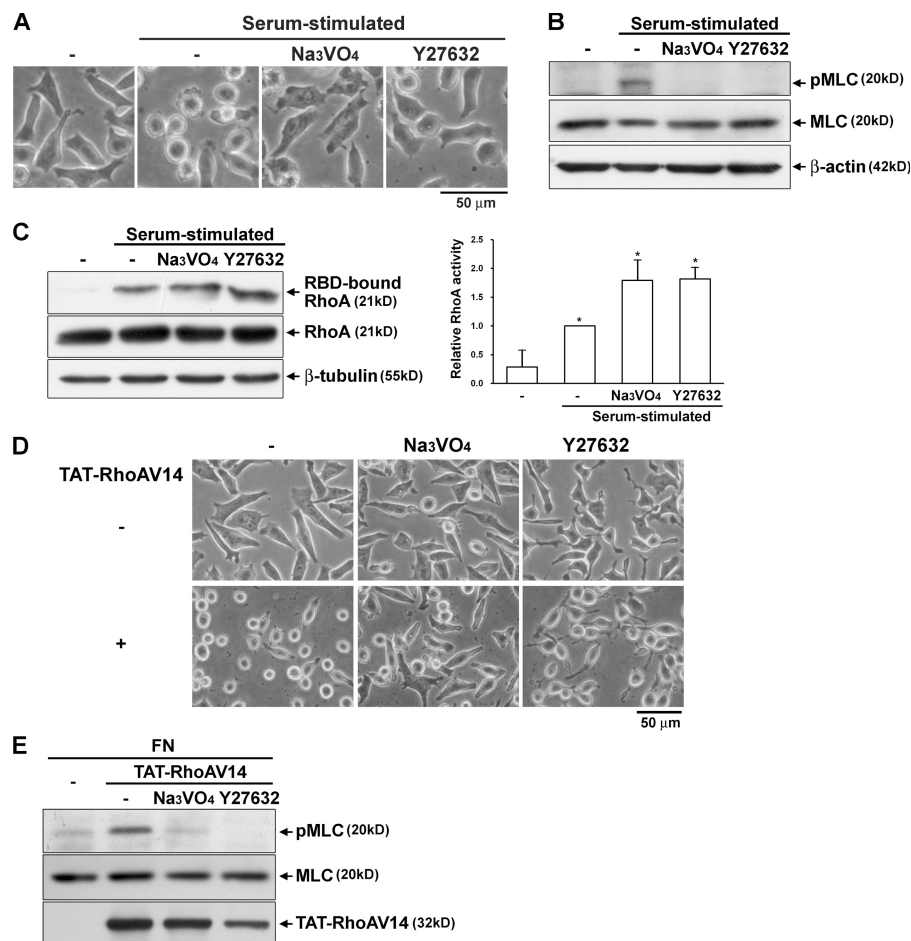 A
Serum-stimulated
- - Na3VO4 Y27632
50 μm
B
Serum-stimulated
- - Na3VO4 Y27632
pMLC (20kD)
MLC (20kD)
β-actin (42kD)
C
Serum-stimulated
- - Na3VO4 Y27632
RBD-bound
RhoA (21kD)
RhoA (21kD)
β-tubulin (55kD)
Relative RhoA activity
2.5
2.0
1.5
1.0
0.5
0.0
* * *
- - Na3VO4 Y27632
Serum-stimulated
D
- Na3VO4 Y27632
TAT-RhoAV14
-
+
50 μm
E
FN
TAT-RhoAV14
- - Na3VO4 Y27632
pMLC (20kD)
MLC (20kD)
TAT-RhoAV14 (32kD)